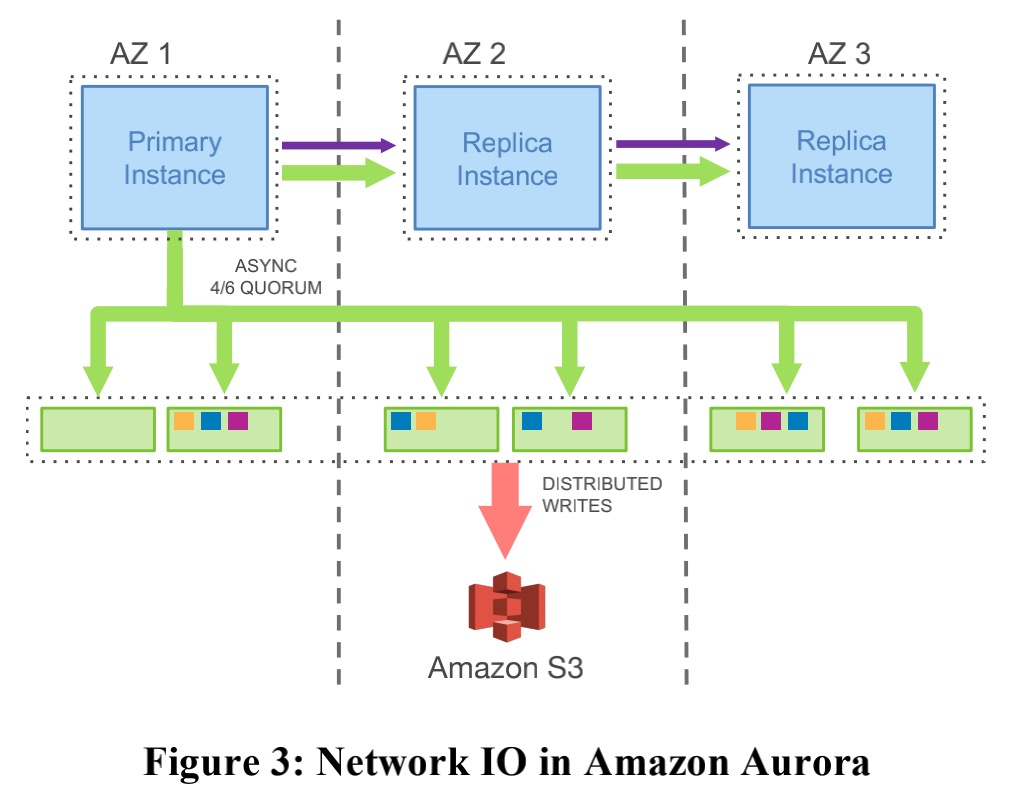 AZ 1
AZ 2
AZ 3
Primary
Instance
Replica
Instance
Replica
Instance
ASYNC
4/6 QUORUM
DISTRIBUTED
WRITES
Amazon S3
Figure 3: Network IO in Amazon Aurora